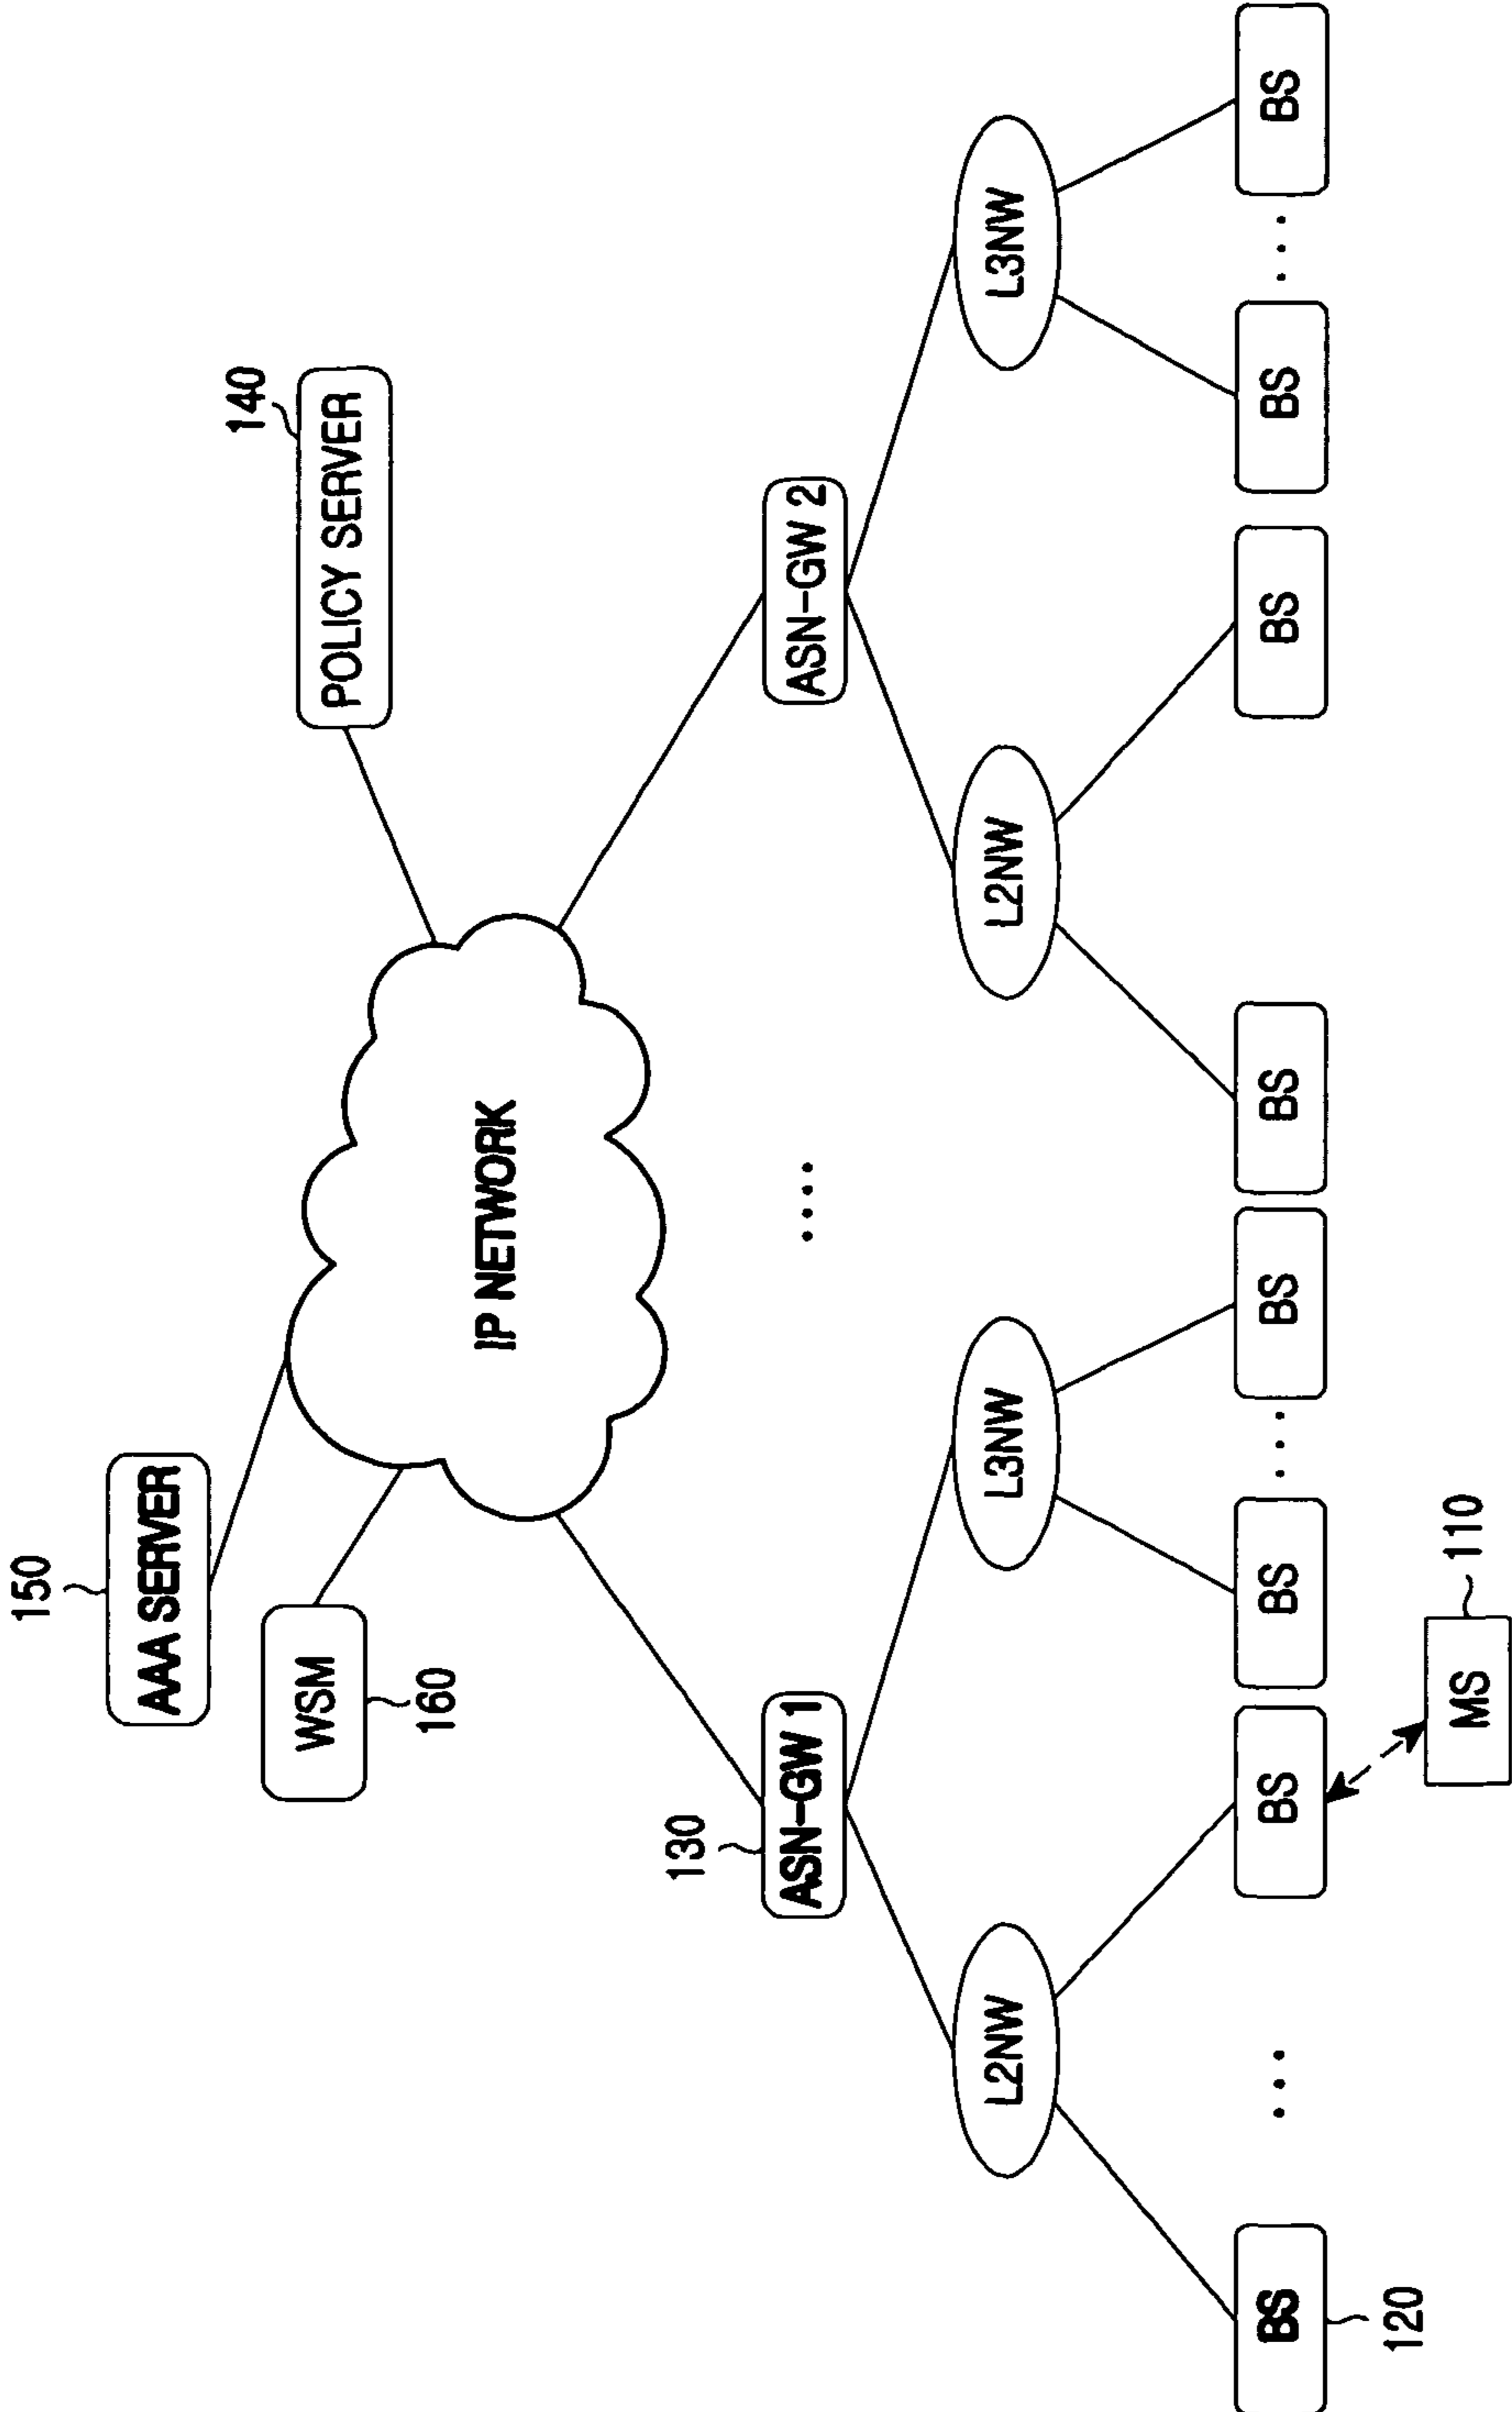 150
AAA SERVER
140
POLICY SERVER
WSM
160
IP NETWORK
130
ASN-GW 1
....
ASN-GW 2
L2NW
L3NW
L2NW
L3NW
BS
...
BS
BS
...
BS
BS
BS
BS
...
BS
120
MS
110